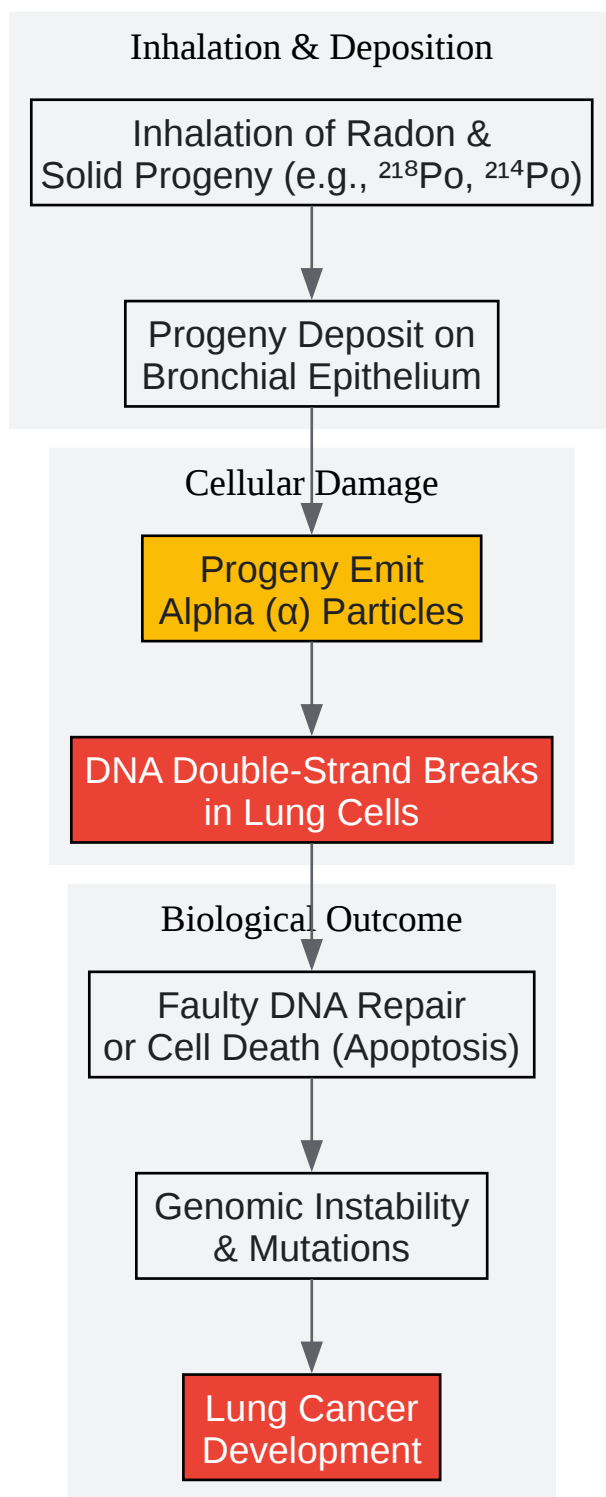 Inhalation & Deposition
Inhalation of Radon &
Solid Progeny (e.g., ²¹⁸Po, ²¹⁴Po)
Progeny Deposit on
Bronchial Epithelium
Cellular Damage
Progeny Emit
Alpha (α) Particles
DNA Double-Strand Breaks
in Lung Cells
Biological Outcome
Faulty DNA Repair
or Cell Death (Apoptosis)
Genomic Instability
& Mutations
Lung Cancer
Development